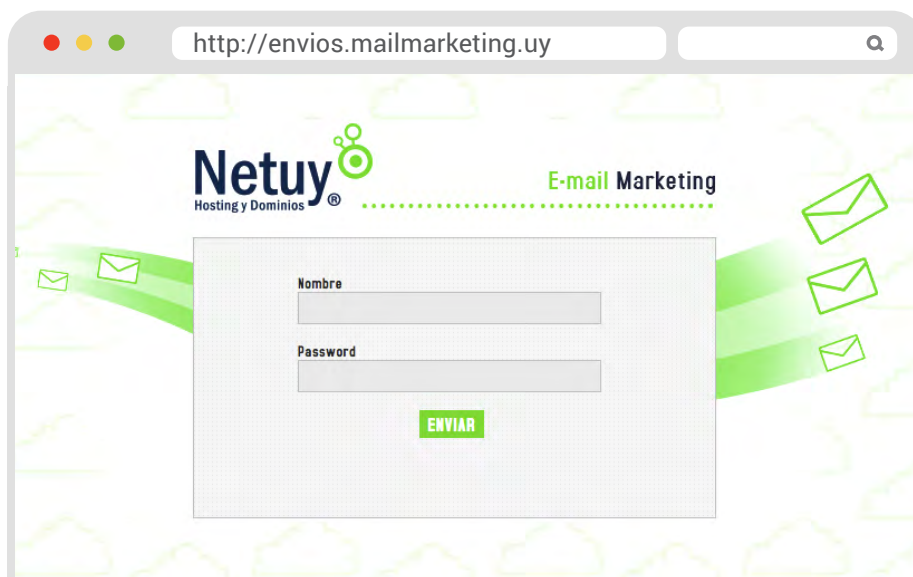 http://envios.mailmarketing.uy
Netuy®
Hosting y Dominios
E-mail Marketing
Nombre
Password
ENVIAR